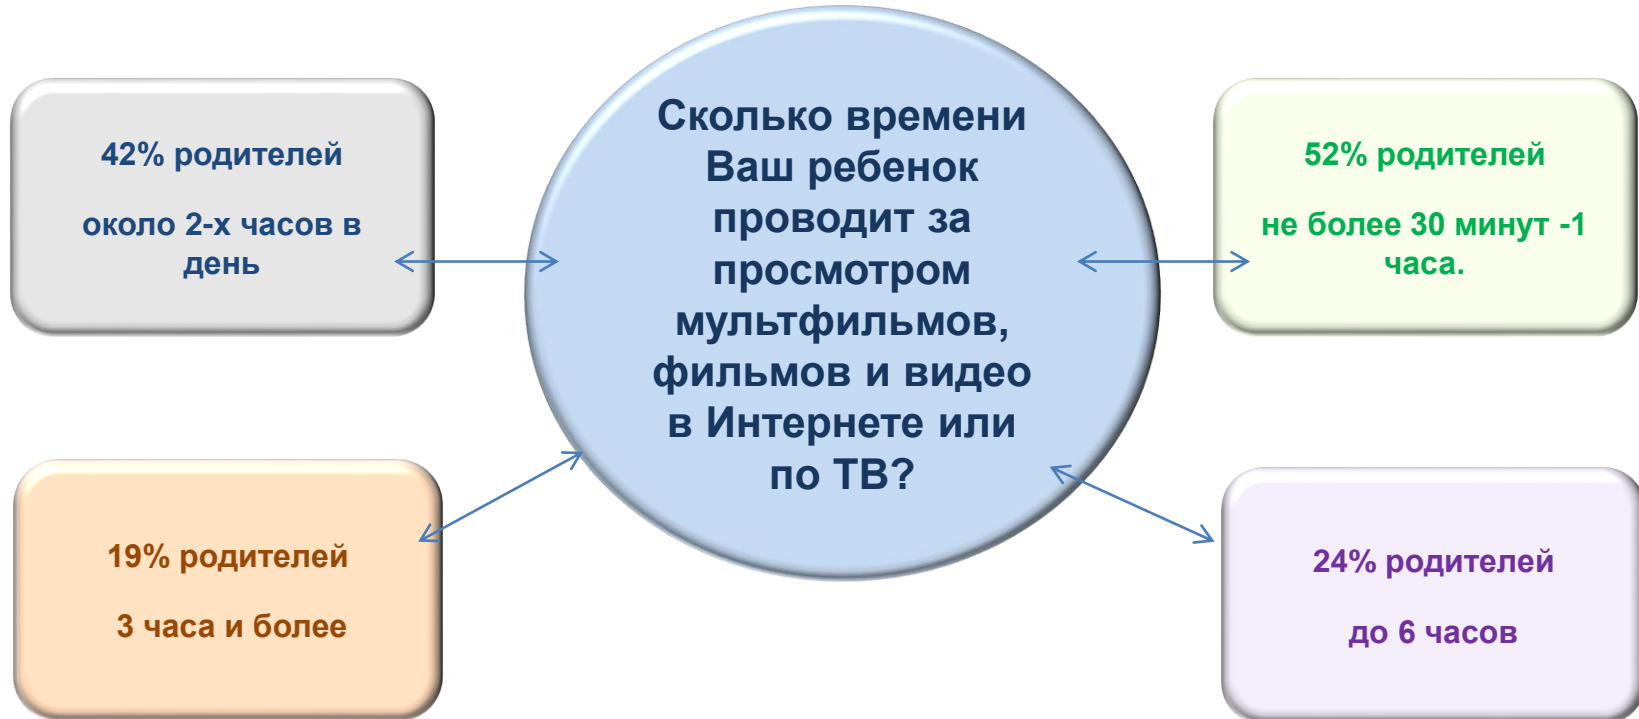 Сколько времени
Ваш ребенок
проводит за
просмотром
мультфильмов,
фильмов и видео
в Интернете или
по ТВ?
42% родителей
около 2-х часов в
день
52% родителей
не более 30 минут -1
часа.
19% родителей
3 часа и более
24% родителей
до 6 часов